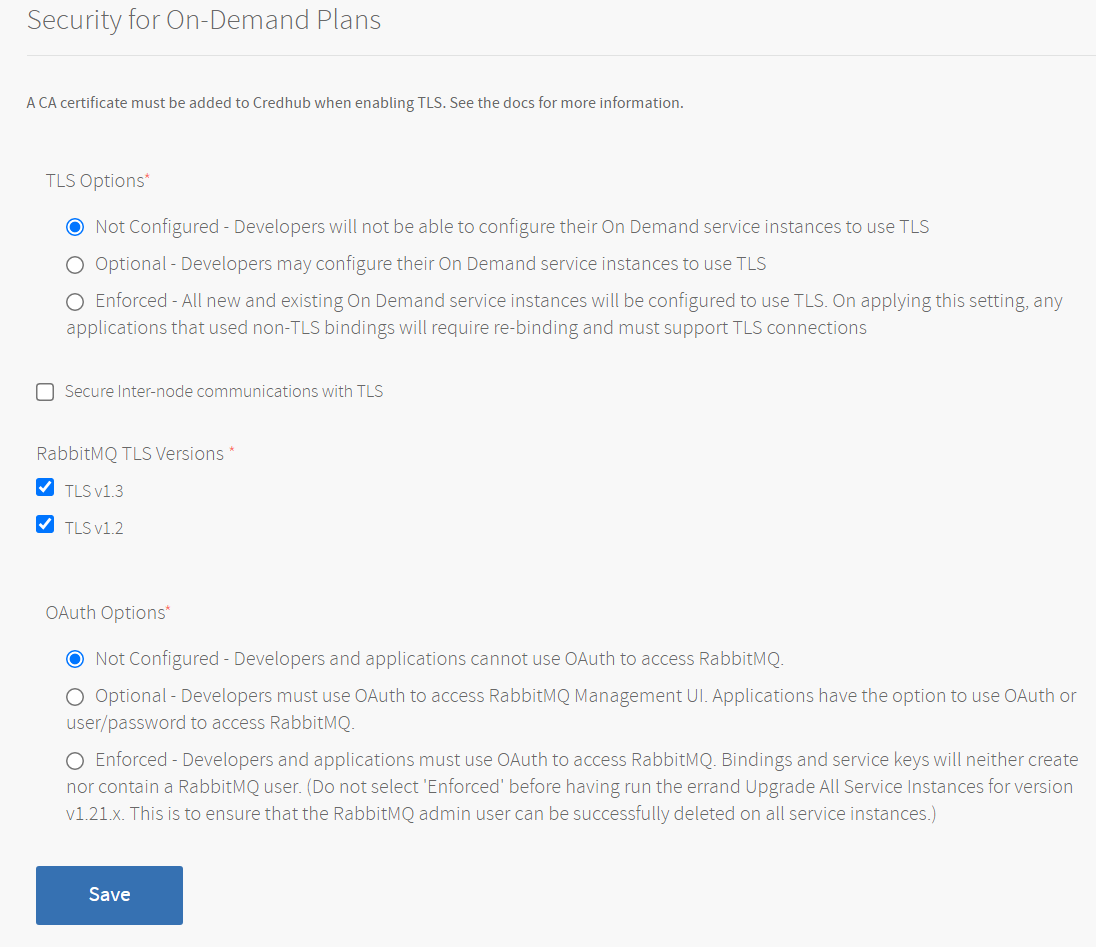 Security for On-Demand Plans
A CA certificate must be added to Credhub when enabling TLS. See the docs for more information.
TLS Options*
Not Configured - Developers will not be able to configure their On Demand service instances to use TLS
Optional - Developers may configure their On Demand service instances to use TLS
Enforced - All new and existing On Demand service instances will be configured to use TLS. On applying this setting, any
applications that used non-TLS bindings will require re-binding and must support TLS connections
Secure Inter-node communications with TLS
RabbitMQ TLS Versions *
TLS v1.3
TLS v1.2
OAuth Options*
Not Configured - Developers and applications cannot use OAuth to access RabbitMQ.
Optional - Developers must use OAuth to access RabbitMQ Management UI. Applications have the option to use OAuth or
user/password to access RabbitMQ.
Enforced - Developers and applications must use OAuth to access RabbitMQ. Bindings and service keys will neither create
nor contain a RabbitMQ user. (Do not select 'Enforced' before having run the errand Upgrade All Service Instances for version
v1.21.x. This is to ensure that the RabbitMQ admin user can be successfully deleted on all service instances.)
Save